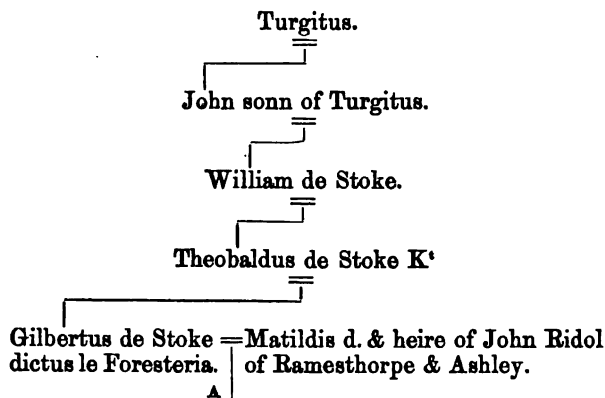 Turgitus.
John sonn of Turgitus.
William de Stoke.
Theobaldus de Stoke Kt
Gilbertus de Stoke = Matildis d. & heire of John Ridol
dictus le Foresteria. of Ramesthorpe & Ashley.
A